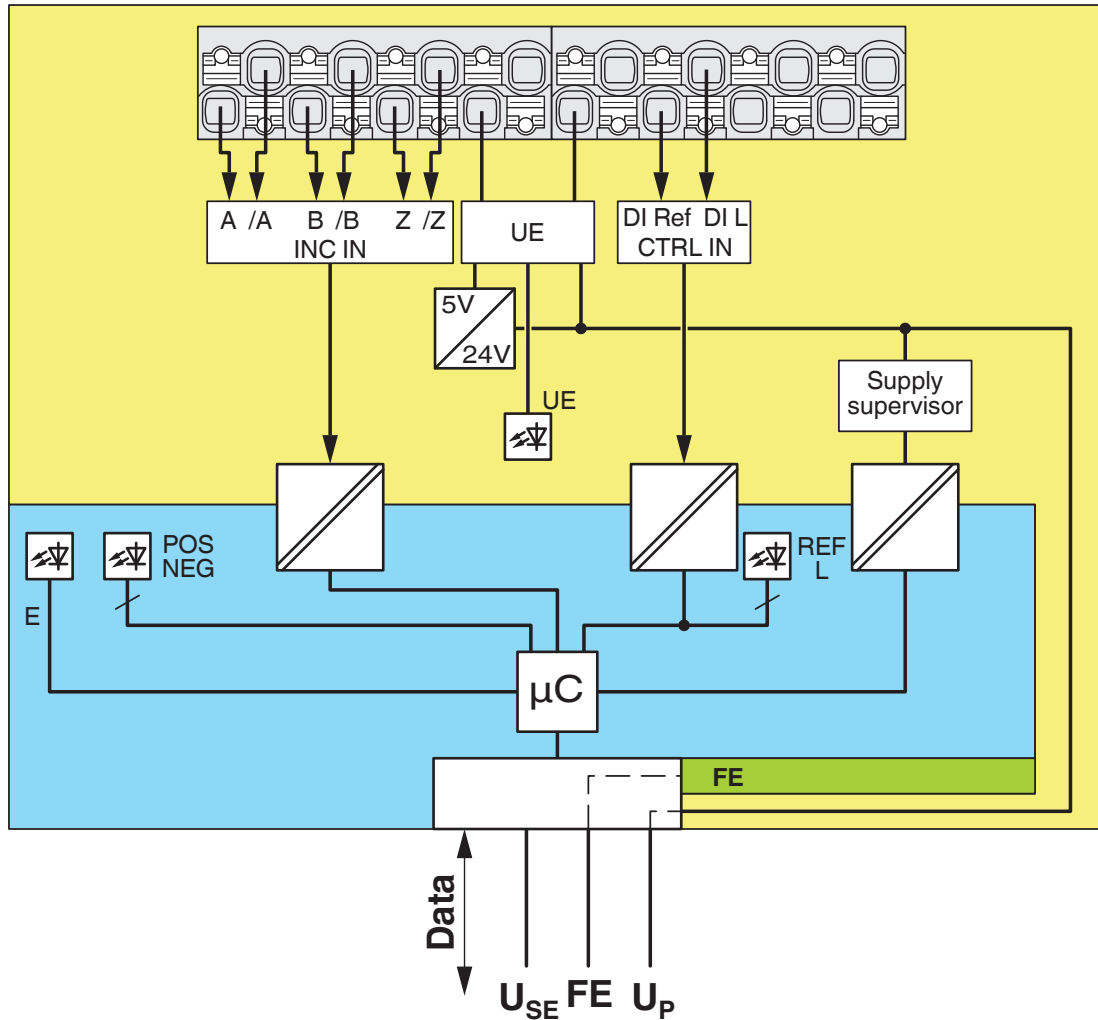 A /A B /B Z /Z
INC IN
UE
DI Ref DI L
CTRL IN
5V
24V
UE
Supply
supervisor
E
POS
NEG
REF
L
µC
FE
Data
USE FE UP